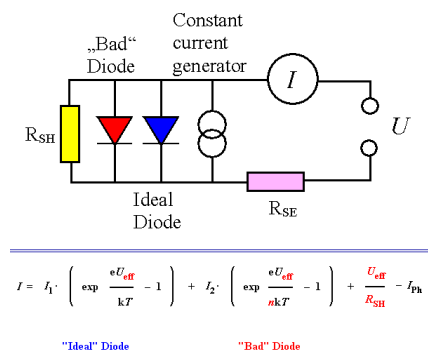 „Bad“ Diode
Constant current generator
I
U
R_SH
Ideal Diode
R_SE
I = I_1 · ( exp eU_eff / kT − 1 ) + I_2 · ( exp eU_eff / nkT − 1 ) + U_eff / R_SH − I_Ph
"Ideal" Diode
"Bad" Diode